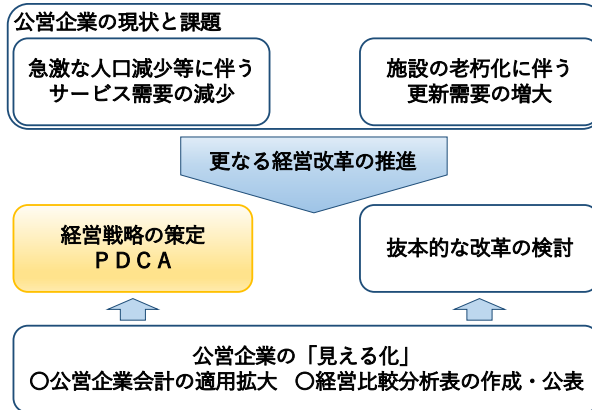 公営企業の現状と課題
急激な人口減少等に伴う
サービス需要の減少
施設の老朽化に伴う
更新需要の増大
更なる経営改革の推進
経営戦略の策定
ＰＤＣＡ
抜本的な改革の検討
公営企業の「見える化」
〇公営企業会計の適用拡大　〇経営比較分析表の作成・公表